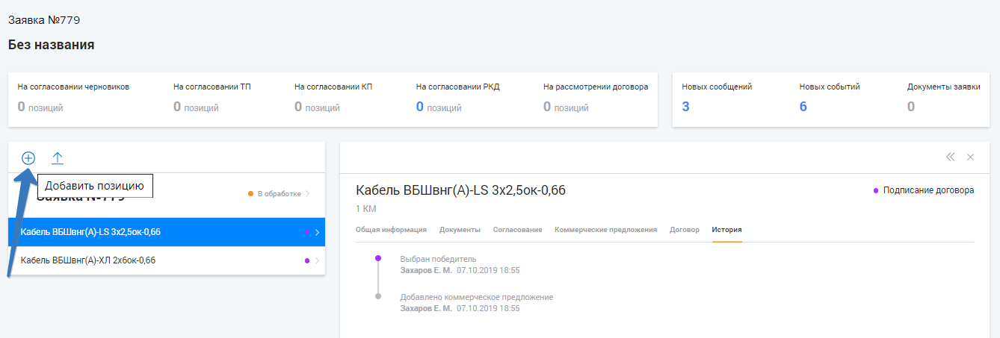 Заявка №779
Без названия
На согласовании черновиков
0 позиций
На согласовании ТП
0 позиций
На согласовании КП
0 позиций
На согласовании РКД
0 позиций
На рассмотрении договора
0 позиций
Новых сообщений
3
Новых событий
6
Документы заявки
0
Добавить позицию
Заявка №779
В обработке
Кабель ВБШвнг(А)-LS 3х2,5ок-0,66
Кабель ВБШвнг(А)-ХЛ 2х6ок-0,66
Кабель ВБШвнг(А)-LS 3х2,5ок-0,66
Подписание договора
1 КМ
Общая информация Документы Согласование Коммерческие предложения Договор История
Выбран победитель
Захаров Е. М. 07.10.2019 18:55
Добавлено коммерческое предложение
Захаров Е. М. 07.10.2019 18:55